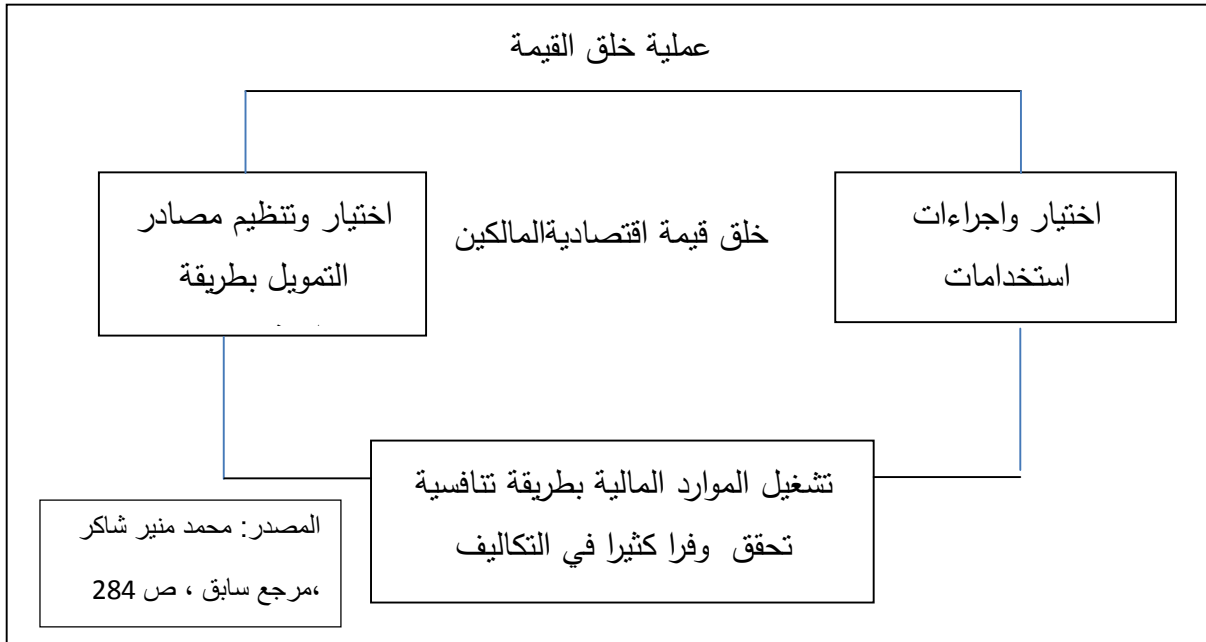 عملية خلق القيمة
اختيار واجراءات
استخدامات
خلق قيمة اقتصاديةالمالكين
اختيار وتنظيم مصادر
التمويل بطريقة
تشغيل الموارد المالية بطريقة تنافسية
تحقق وفرا كثيرا في التكاليف
المصدر: محمد منير شاكر
،مرجع سابق ، ص 284